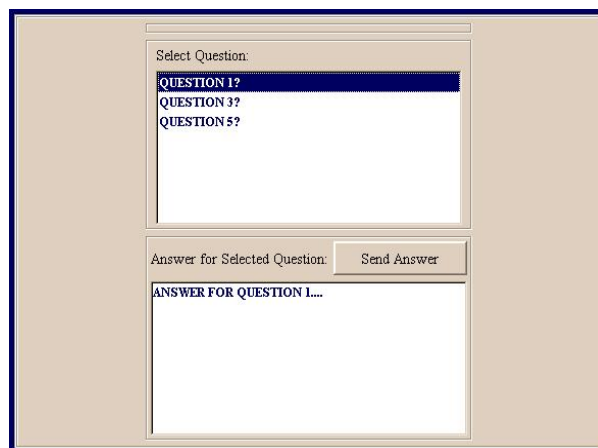 Select Question:
QUESTION 1?
QUESTION 3?
QUESTION 5?
Answer for Selected Question:
Send Answer
ANSWER FOR QUESTION 1....